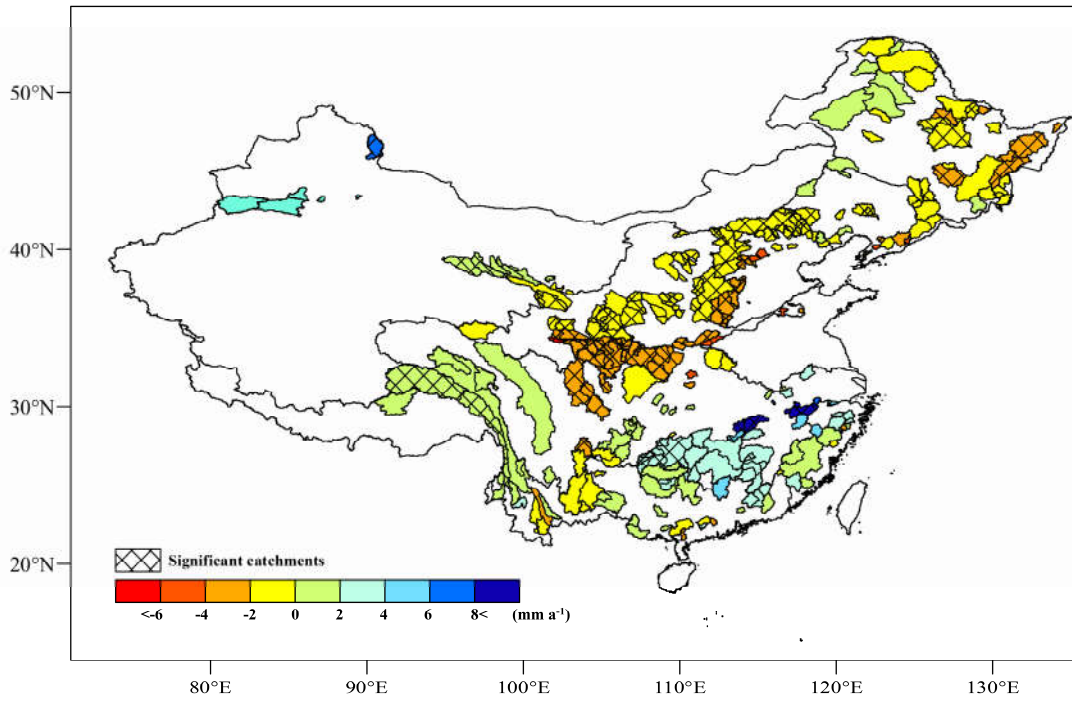 50°N
40°N
30°N
20°N
Significant catchments
<-6 -4 -2 0 2 4 6 8< (mm a⁻¹)
80°E 90°E 100°E 110°E 120°E 130°E